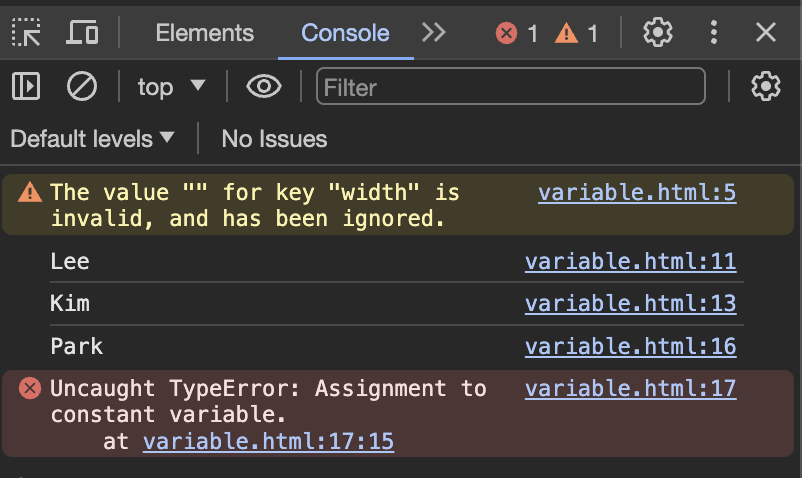 Elements Console 1 1
top Filter
Default levels No Issues
The value "" for key "width" is variable.html:5
invalid, and has been ignored.
Lee variable.html:11
Kim variable.html:13
Park variable.html:16
Uncaught TypeError: Assignment to variable.html:17
constant variable.
at variable.html:17:15